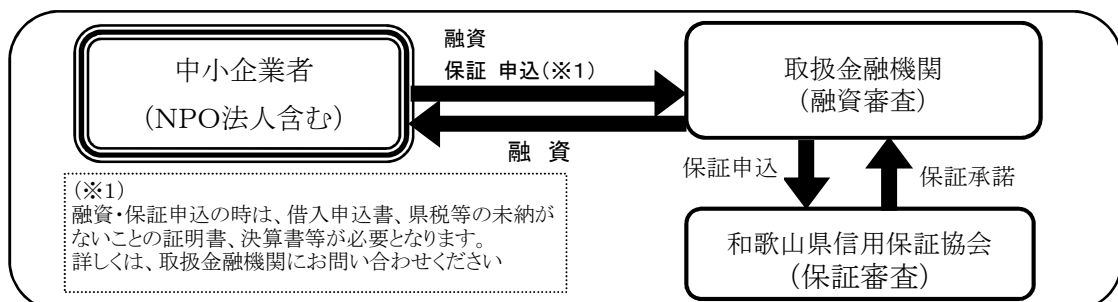 中小企業者
(NPO法人含む)
融資
保証 申込(※1)
融 資
取扱金融機関
(融資審査)
保証申込
保証承諾
和歌山県信用保証協会
(保証審査)
(※1)
融資・保証申込の時は、借入申込書、県税等の未納が
ないことの証明書、決算書等が必要となります。
詳しくは、取扱金融機関にお問い合わせください